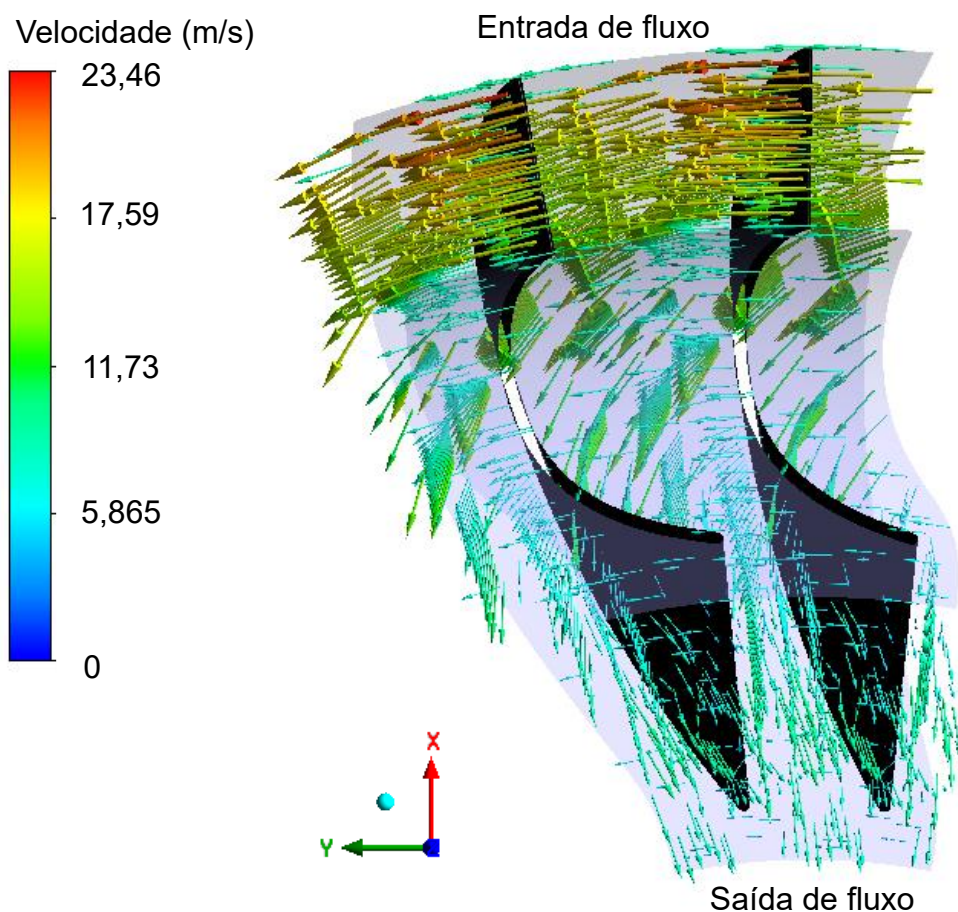 Velocidade (m/s)
Entrada de fluxo
23,46
17,59
11,73
5,865
0
X
Y
Saída de fluxo